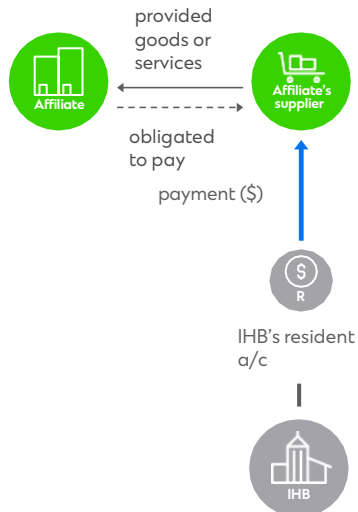 provided
goods or
services
Affiliate
Affiliate's
supplier
obligated
to pay
payment ($)
$
R
IHB's resident
a/c
IHB